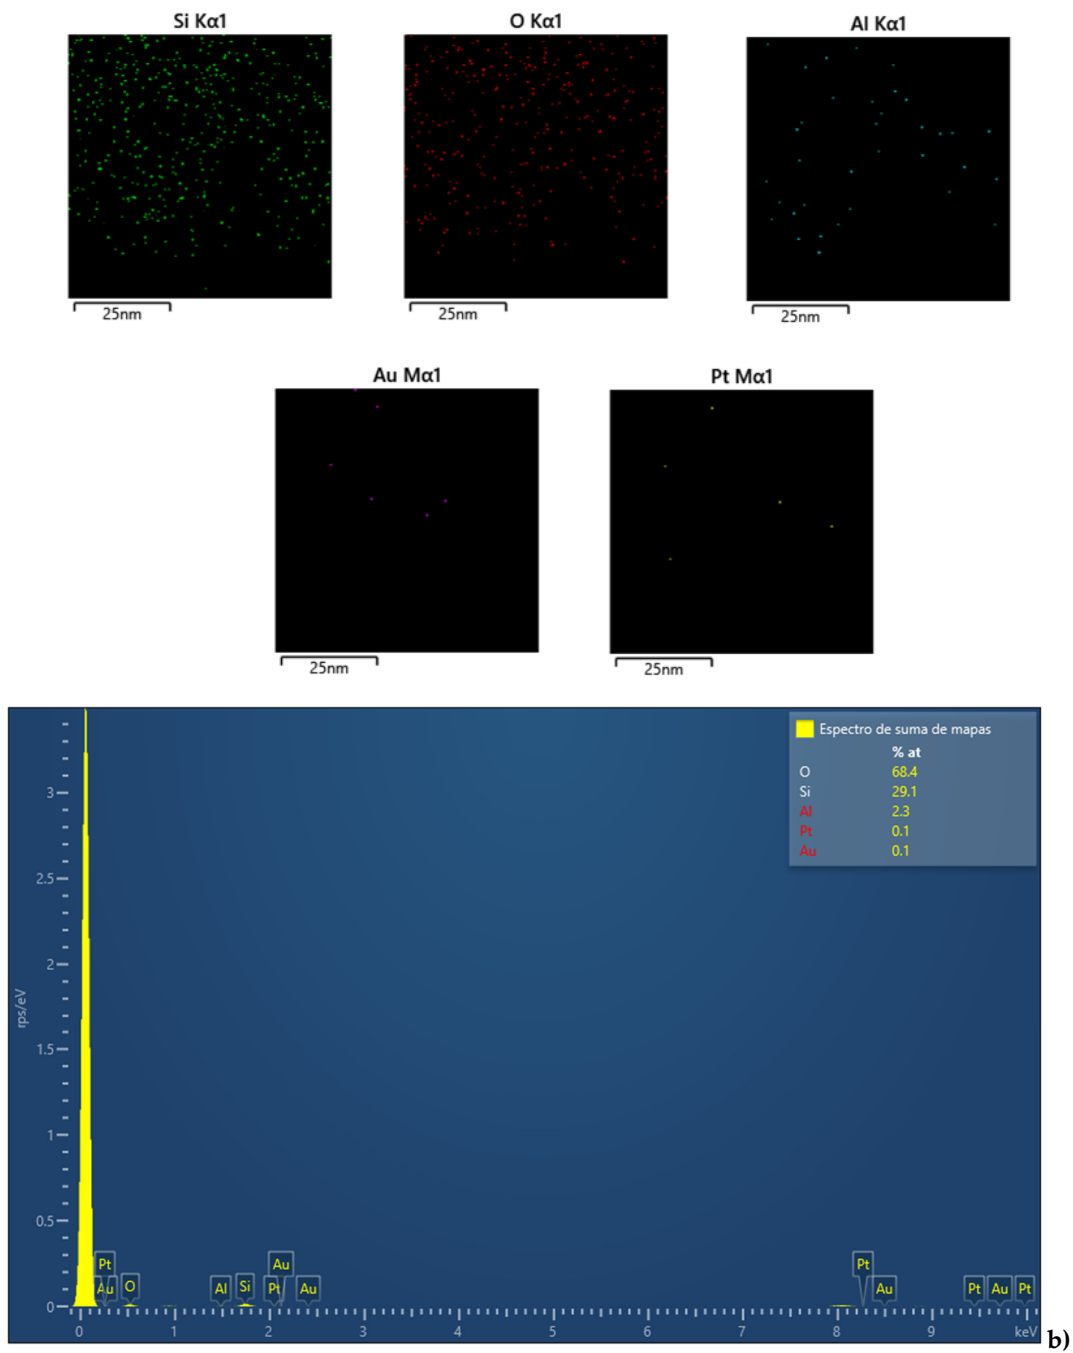 Si Kα1
O Kα1
Al Kα1
25nm
25nm
25nm
Au Mα1
Pt Mα1
25nm
25nm
Espectro de suma de mapas
% at
O 68.4
Si 29.1
Al 2.3
Pt 0.1
Au 0.1
rps/eV
3
2.5
2
1.5
1
0.5
0
Pt Au Pt
Au O Al Si Pt Au Au Pt Au Pt
0 1 2 3 4 5 6 7 8 9 keV
b)